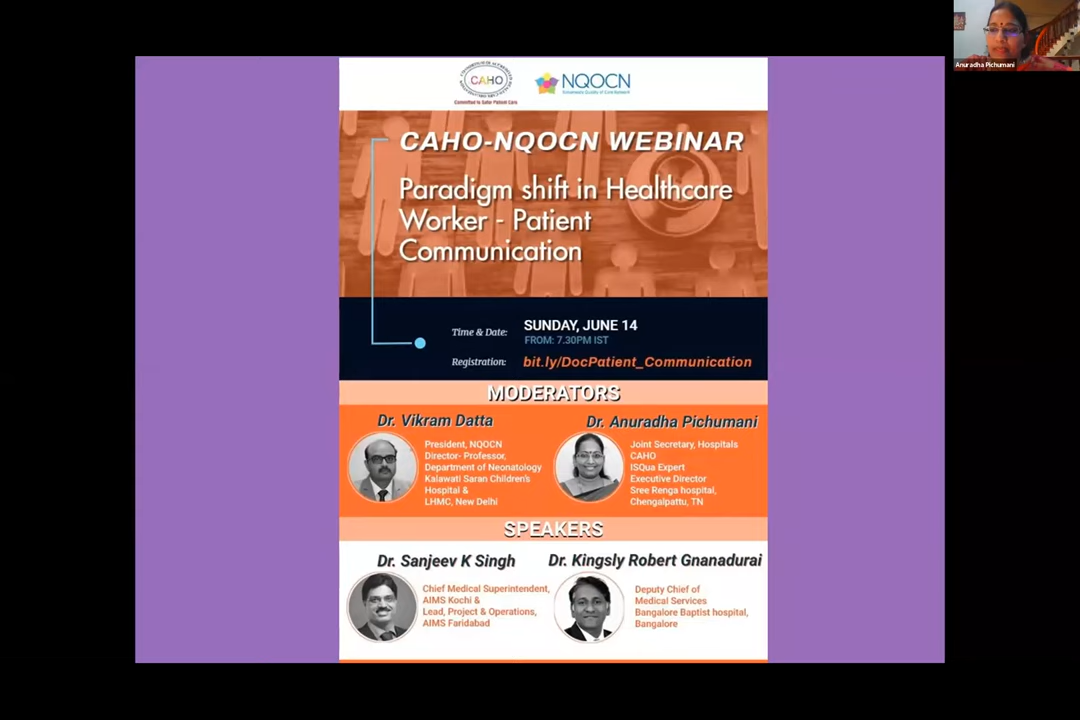 Anuradha Pichumani
CAHO
Committed to Safer Patient Care
NQOCN
CAHO-NQOCN WEBINAR
Paradigm shift in Healthcare
Worker - Patient
Communication
Time & Date: SUNDAY, JUNE 14
FROM: 7.30PM IST
Registration: bit.ly/DocPatient_Communication
MODERATORS
Dr. Vikram Datta
President, NQOCN
Director- Professor,
Department of Neonatology
Kalawati Saran Children's
Hospital &
LHMC, New Delhi
Dr. Anuradha Pichumani
Joint Secretary, Hospitals
CAHO
ISQua Expert
Executive Director
Sree Renga hospital,
Chengalpattu, TN
SPEAKERS
Dr. Sanjeev K Singh
Chief Medical Superintendent,
AIMS Kochi &
Lead, Project & Operations,
AIMS Faridabad
Dr. Kingsly Robert Gnanadurai
Deputy Chief of
Medical Services
Bangalore Baptist hospital,
Bangalore